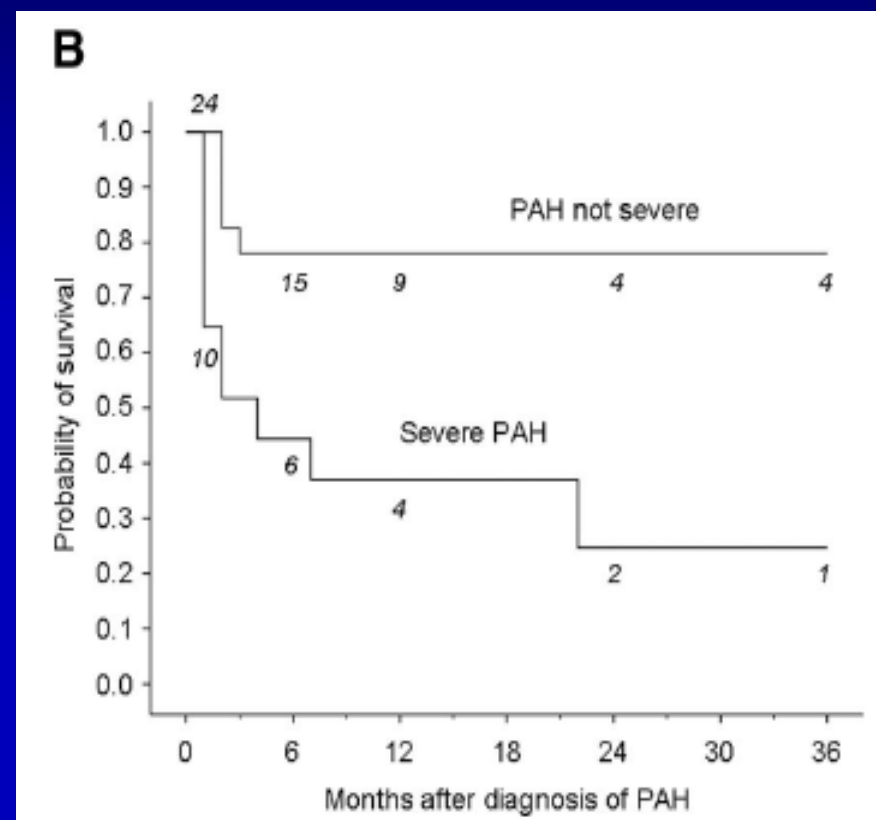 B
24
1.0
0.9
PAH not severe
0.8
15 9 4 4
0.7
0.6
10
0.5
Severe PAH
0.4
6
4
0.3
0.2
2 1
0.1
0.0
Probability of survival
0 6 12 18 24 30 36
Months after diagnosis of PAH